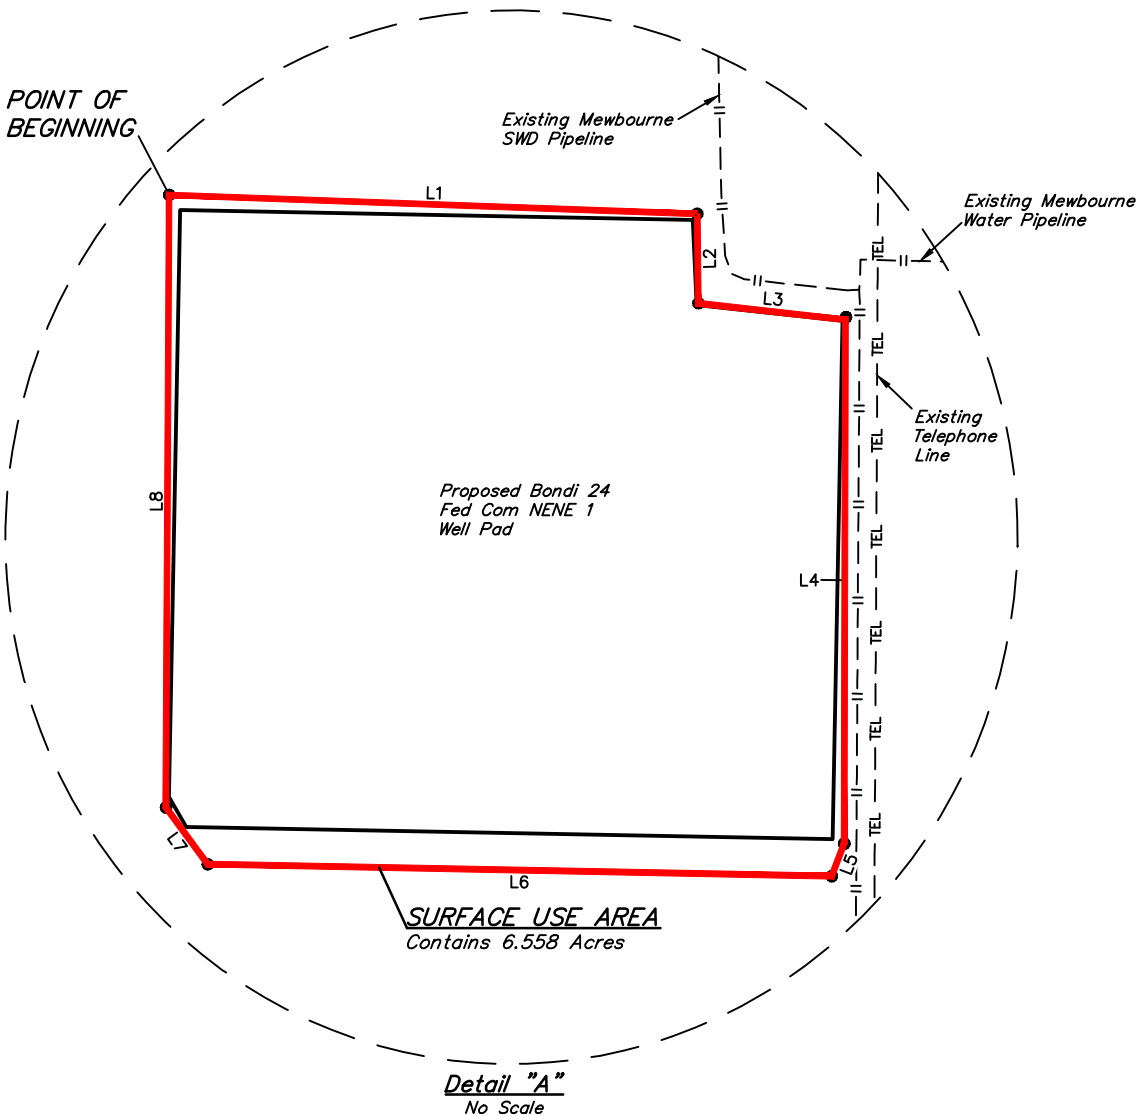 POINT OF
BEGINNING
Existing Mewbourne
SWD Pipeline
L1
Existing Mewbourne
Water Pipeline
L2
TEL
L3
TEL
Existing
Telephone
Line
TEL
L8
Proposed Bondi 24
Fed Com NENE 1
Well Pad
TEL
L4
TEL
TEL
TEL
L7
L5
L6
SURFACE USE AREA
Contains 6.558 Acres
Detail "A"
No Scale